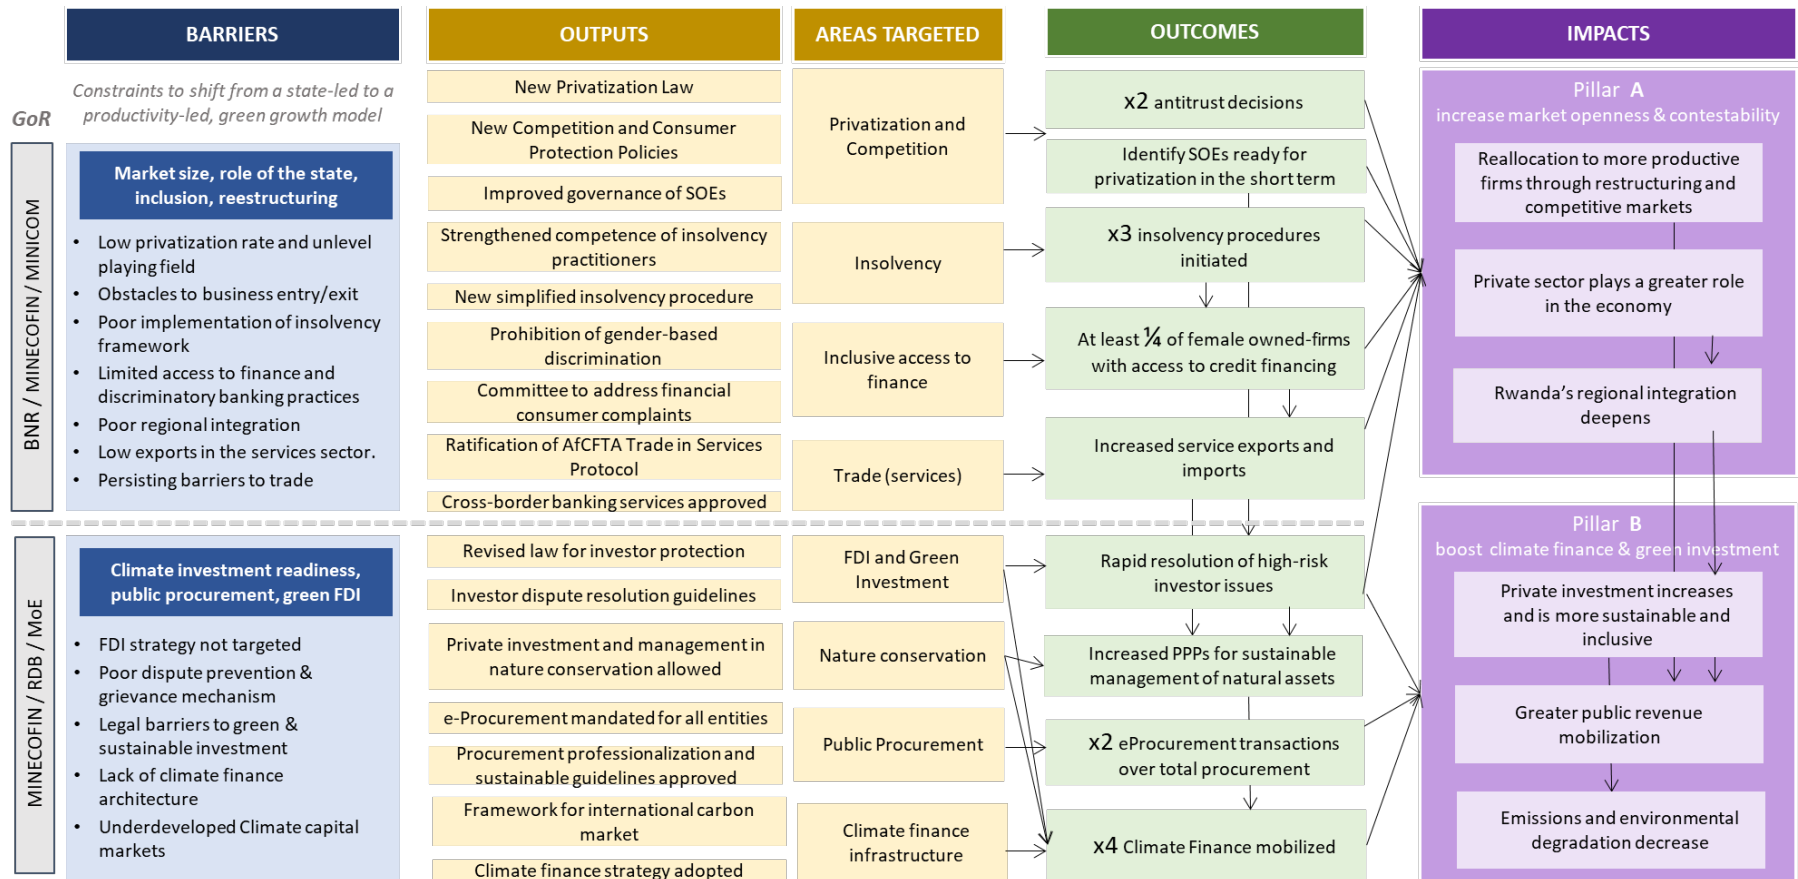 BARRIERS
OUTPUTS
AREAS TARGETED
OUTCOMES
IMPACTS
Constraints to shift from a state-led to a
productivity-led, green growth model
GoR
BNR / MINECOFIN / MINICOM
Market size, role of the state,
inclusion, reestructuring
• Low privatization rate and unlevel
playing field
• Obstacles to business entry/exit
• Poor implementation of insolvency
framework
• Limited access to finance and
discriminatory banking practices
• Poor regional integration
• Low exports in the services sector.
• Persisting barriers to trade
New Privatization Law
New Competition and Consumer
Protection Policies
Improved governance of SOEs
Strengthened competence of insolvency
practitioners
New simplified insolvency procedure
Prohibition of gender-based
discrimination
Committee to address financial
consumer complaints
Ratification of AfCFTA Trade in Services
Protocol
Cross-border banking services approved
Privatization and
Competition
Insolvency
Inclusive access to
finance
Trade (services)
x2 antitrust decisions
Identify SOEs ready for
privatization in the short term
x3 insolvency procedures
initiated
At least ¼ of female owned-firms
with access to credit financing
Increased service exports and
imports
Pillar A
increase market openness & contestability
Reallocation to more productive
firms through restructuring and
competitive markets
Private sector plays a greater role
in the economy
Rwanda's regional integration
deepens
MINECOFIN / RDB / MoE
Climate investment readiness,
public procurement, green FDI
• FDI strategy not targeted
• Poor dispute prevention &
grievance mechanism
• Legal barriers to green &
sustainable investment
• Lack of climate finance
architecture
• Underdeveloped Climate capital
markets
Revised law for investor protection
Investor dispute resolution guidelines
Private investment and management in
nature conservation allowed
e-Procurement mandated for all entities
Procurement professionalization and
sustainable guidelines approved
Framework for international carbon
market
Climate finance strategy adopted
FDI and Green
Investment
Nature conservation
Public Procurement
Climate finance
infrastructure
Rapid resolution of high-risk
investor issues
Increased PPPs for sustainable
management of natural assets
x2 eProcurement transactions
over total procurement
x4 Climate Finance mobilized
Pillar B
boost climate finance & green investment
Private investment increases
and is more sustainable and
inclusive
Greater public revenue
mobilization
Emissions and environmental
degradation decrease